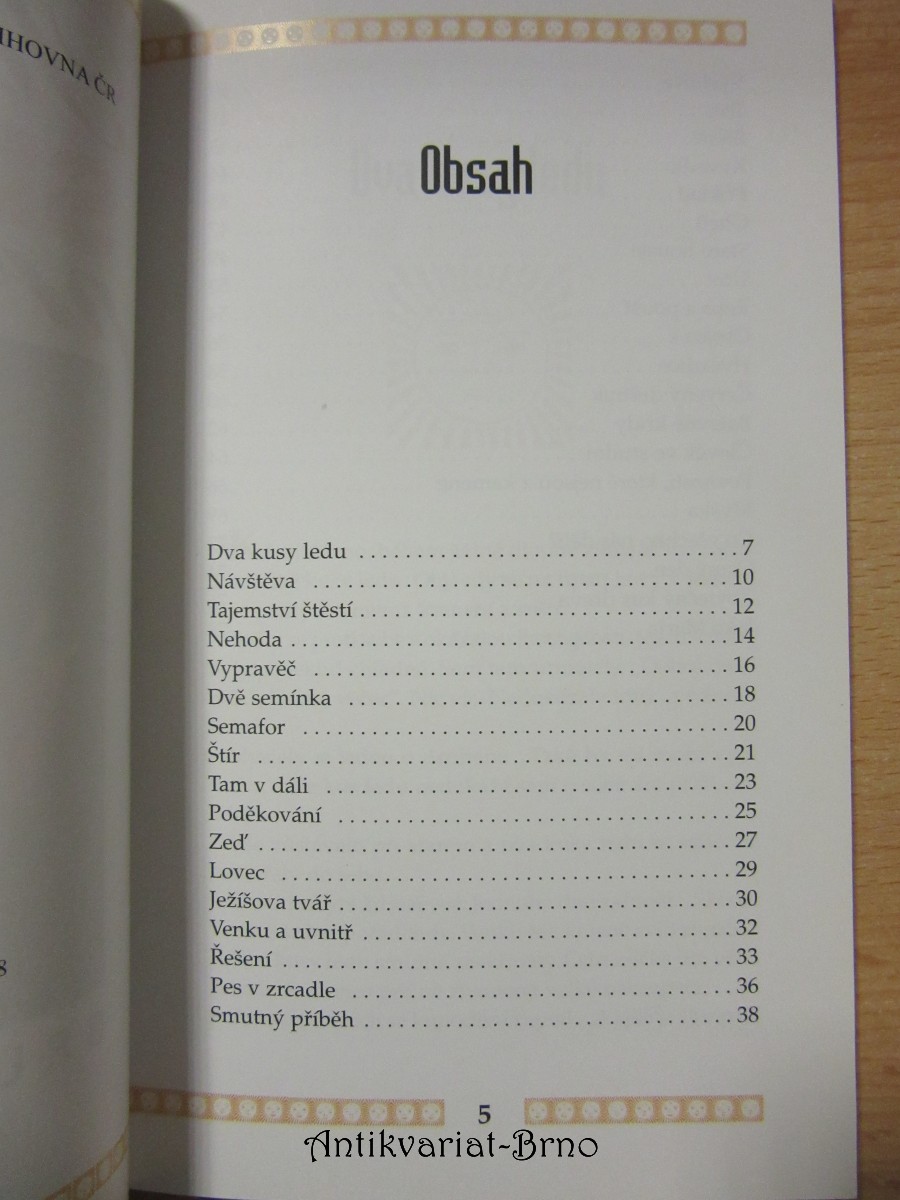 IHOVNA ČR
Obsah
Dva kusy ledu . . . . . . . . . . . . . . . . . . . . . . . . . . . . . . . . . . . . . . . 7
Návštěva . . . . . . . . . . . . . . . . . . . . . . . . . . . . . . . . . . . . . . . 10
Tajemství štěstí . . . . . . . . . . . . . . . . . . . . . . . . . . . . . . . . . . 12
Nehoda . . . . . . . . . . . . . . . . . . . . . . . . . . . . . . . . . . . . . . . . . 14
Vypravěč . . . . . . . . . . . . . . . . . . . . . . . . . . . . . . . . . . . . . . . 16
Dvě semínka . . . . . . . . . . . . . . . . . . . . . . . . . . . . . . . . . . . . 18
Semafor . . . . . . . . . . . . . . . . . . . . . . . . . . . . . . . . . . . . . . . . 20
Štír . . . . . . . . . . . . . . . . . . . . . . . . . . . . . . . . . . . . . . . . . . . . 21
Tam v dáli . . . . . . . . . . . . . . . . . . . . . . . . . . . . . . . . . . . . . . 23
Poděkování . . . . . . . . . . . . . . . . . . . . . . . . . . . . . . . . . . . . . 25
Zeď . . . . . . . . . . . . . . . . . . . . . . . . . . . . . . . . . . . . . . . . . . . . 27
Lovec . . . . . . . . . . . . . . . . . . . . . . . . . . . . . . . . . . . . . . . . . . 29
Ježíšova tvář . . . . . . . . . . . . . . . . . . . . . . . . . . . . . . . . . . . . 30
Venku a uvnitř . . . . . . . . . . . . . . . . . . . . . . . . . . . . . . . . . . 32
Řešení . . . . . . . . . . . . . . . . . . . . . . . . . . . . . . . . . . . . . . . . . . 33
Pes v zrcadle . . . . . . . . . . . . . . . . . . . . . . . . . . . . . . . . . . . 36
Smutný příběh . . . . . . . . . . . . . . . . . . . . . . . . . . . . . . . . . . 38
8
5
Antikvariat-Brno